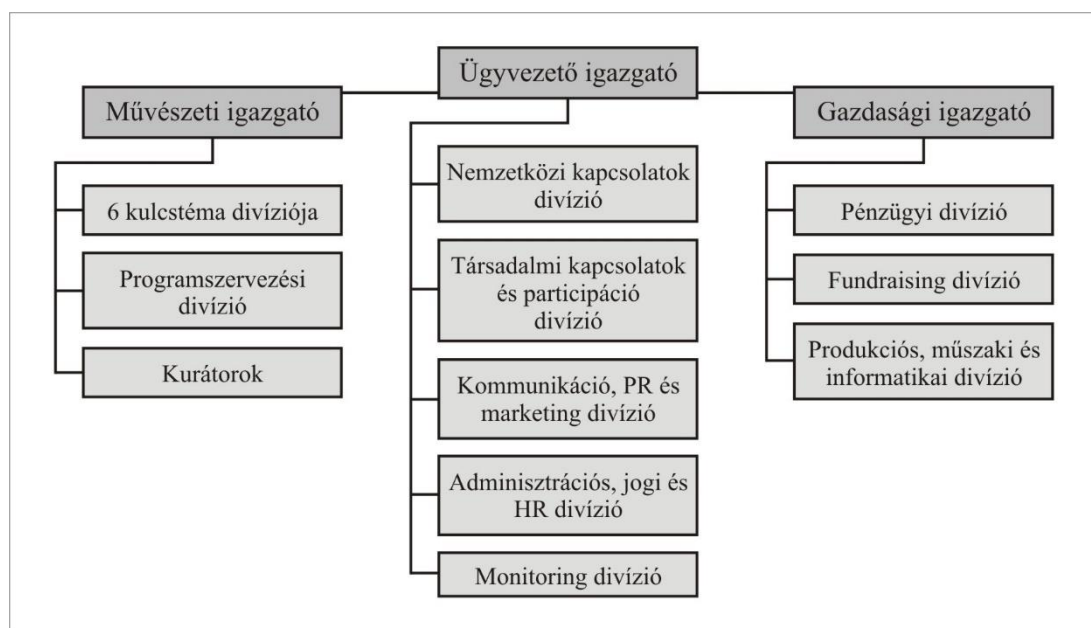 Ügyvezető igazgató
Művészeti igazgató
6 kulcstéma divíziója
Programszervezési
divízió
Kurátorok
Nemzetközi kapcsolatok
divízió
Társadalmi kapcsolatok
és participáció
divízió
Kommunikáció, PR és
marketing divízió
Adminisztrációs, jogi és
HR divízió
Monitoring divízió
Gazdasági igazgató
Pénzügyi divízió
Fundraising divízió
Produkciós, műszaki és
informatikai divízió